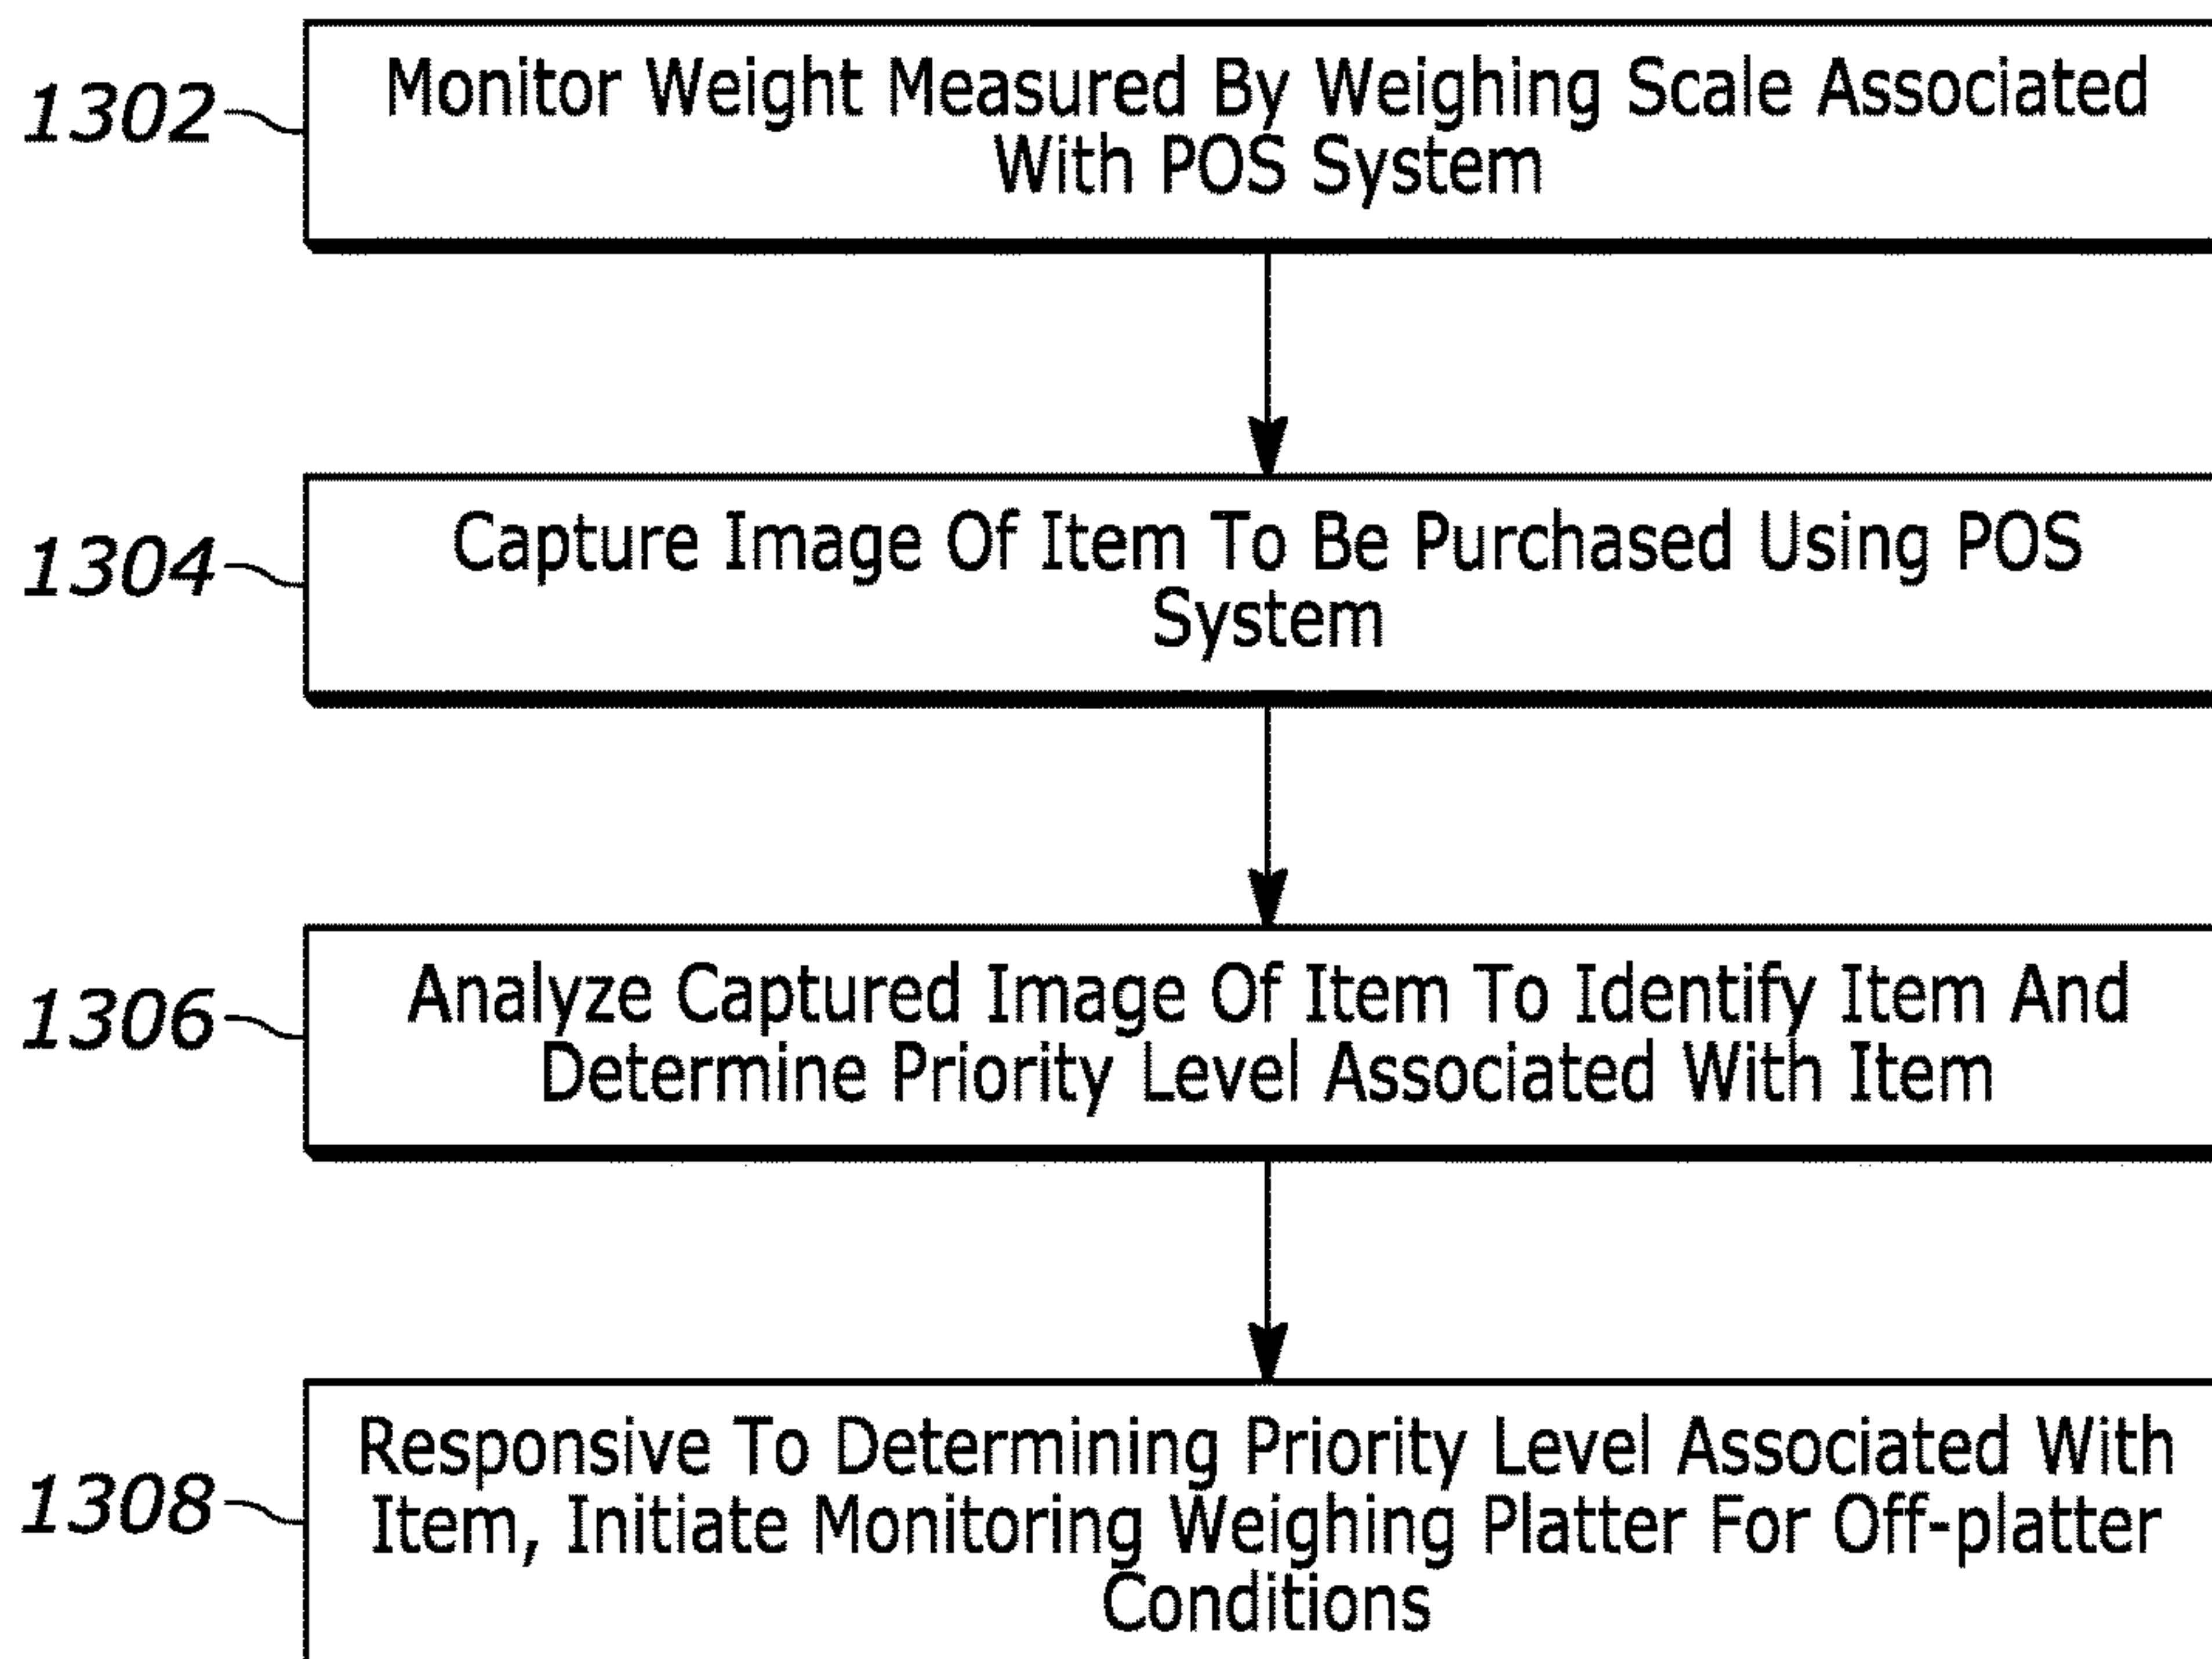 1302
Monitor Weight Measured By Weighing Scale Associated
With POS System
1304
Capture Image Of Item To Be Purchased Using POS
System
1306
Analyze Captured Image Of Item To Identify Item And
Determine Priority Level Associated With Item
1308
Responsive To Determining Priority Level Associated With
Item, Initiate Monitoring Weighing Platter For Off-platter
Conditions